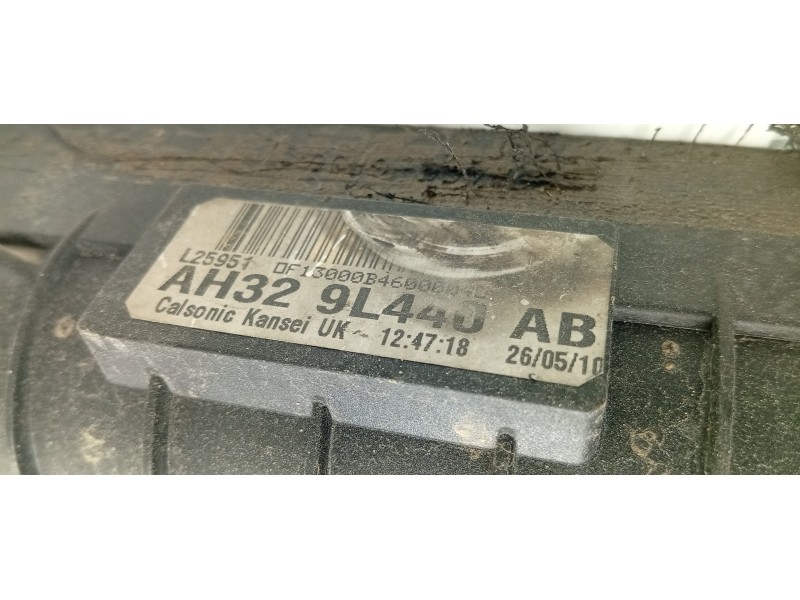 L25951
AH32 9L440 AB
Calsonic Kansei UK ~ 12:47:18 26/05/10